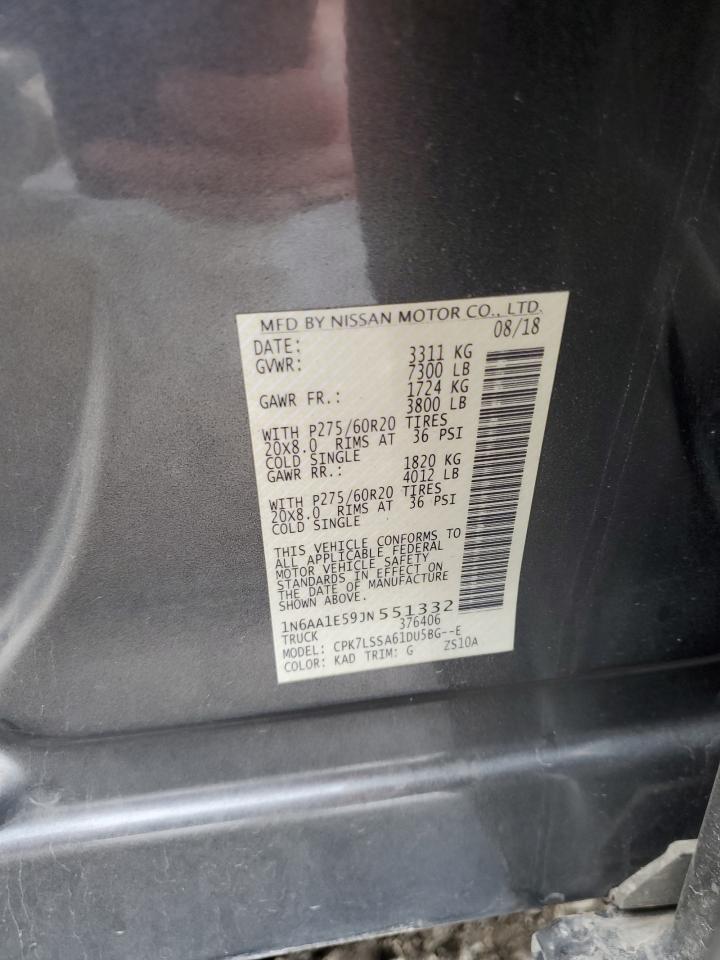 MFD BY NISSAN MOTOR CO., LTD.
DATE: 08/18
GVWR: 3311 KG
7300 LB
GAWR FR.: 1724 KG
3800 LB
WITH P275/60R20 TIRES
20X8.0 RIMS AT 36 PSI
COLD SINGLE
GAWR RR.: 1820 KG
4012 LB
WITH P275/60R20 TIRES
20X8.0 RIMS AT 36 PSI
COLD SINGLE
THIS VEHICLE CONFORMS TO
ALL APPLICABLE FEDERAL
MOTOR VEHICLE SAFETY
STANDARDS IN EFFECT ON
THE DATE OF MANUFACTURE
SHOWN ABOVE.
1N6AA1E59JN551332
TRUCK 376406
MODEL: CPK7LSSA61DU5BG--E
COLOR: KAD TRIM: G ZS10A